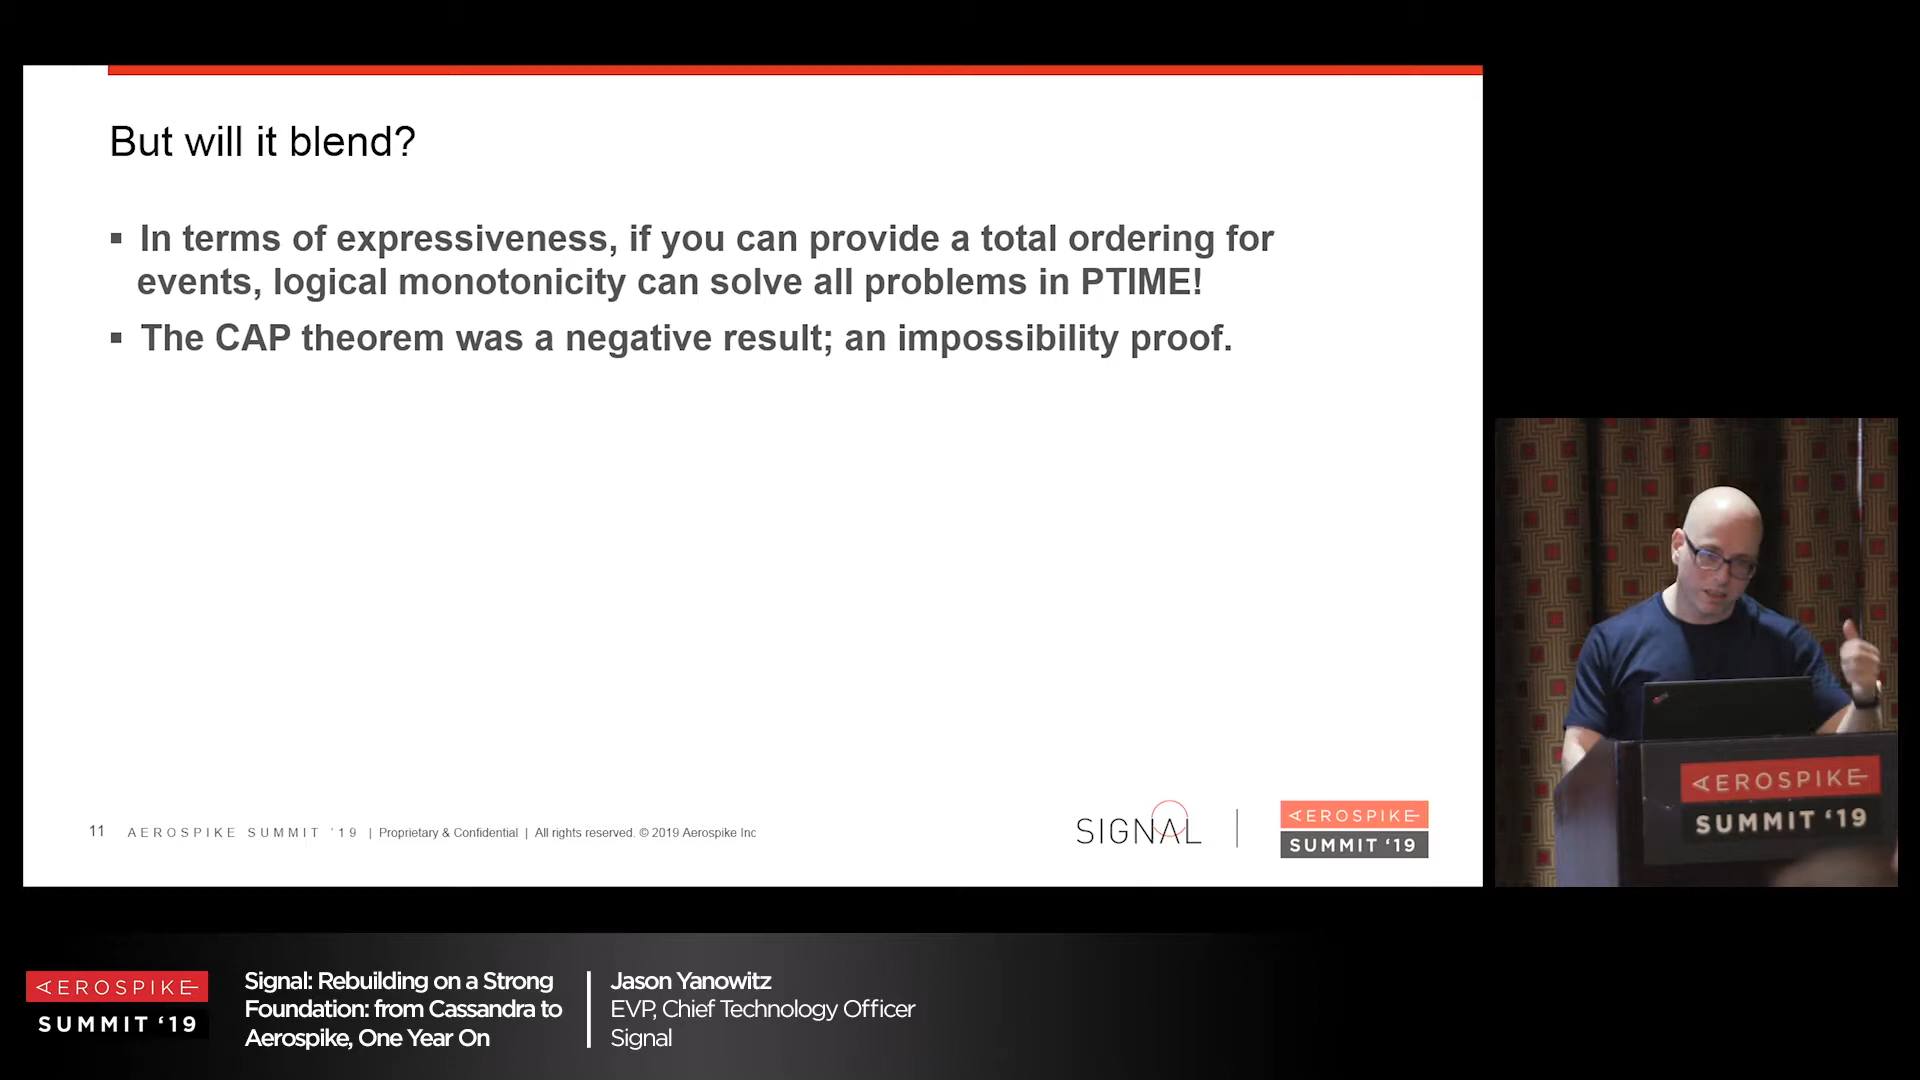 But will it blend?
▪ In terms of expressiveness, if you can provide a total ordering for
events, logical monotonicity can solve all problems in PTIME!
▪ The CAP theorem was a negative result; an impossibility proof.
11 AEROSPIKE SUMMIT '19 | Proprietary & Confidential | All rights reserved. © 2019 Aerospike Inc
SIGNAL
AEROSPIKE
SUMMIT '19
AEROSPIKE
SUMMIT '19
AEROSPIKE
SUMMIT '19
Signal: Rebuilding on a Strong
Foundation: from Cassandra to
Aerospike, One Year On
Jason Yanowitz
EVP, Chief Technology Officer
Signal